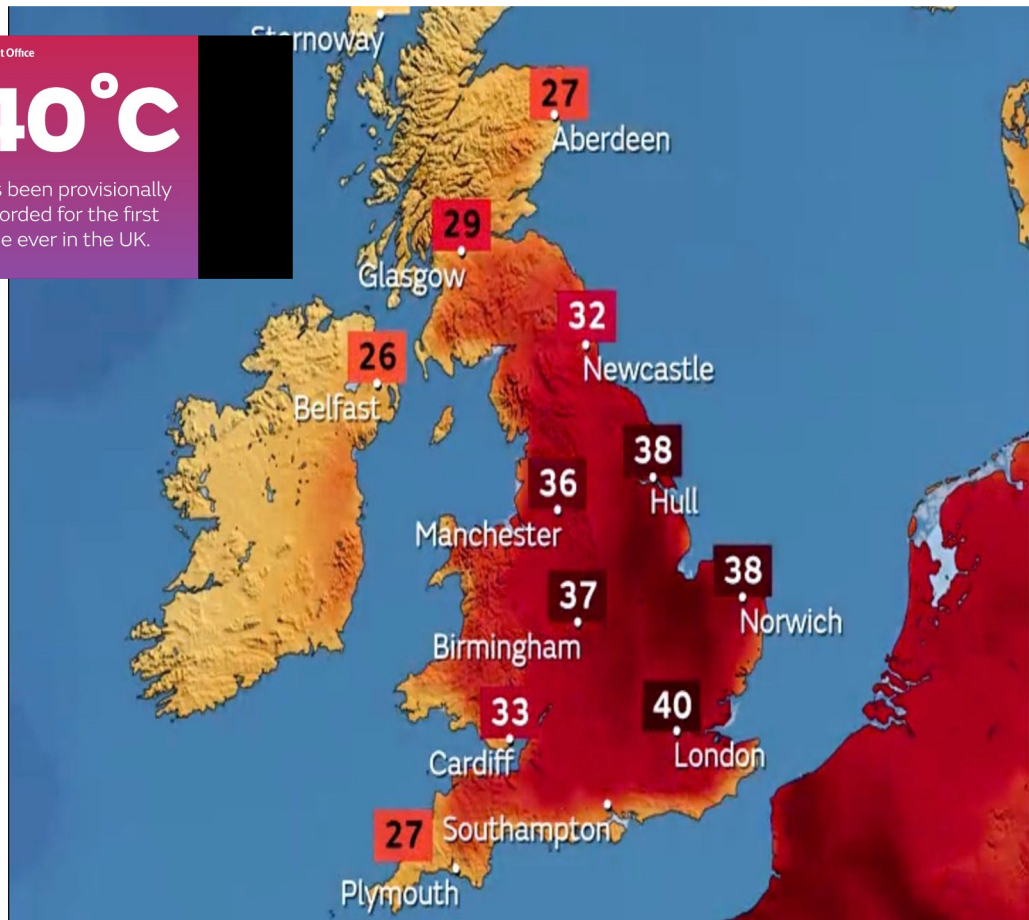 Stornoway
t Office
40°C
s been provisionally
orded for the first
e ever in the UK.
27
Aberdeen
29
Glasgow
32
Newcastle
26
Belfast
38
Hull
36
Manchester
38
Norwich
37
Birmingham
40
London
33
Cardiff
Southampton
27
Plymouth